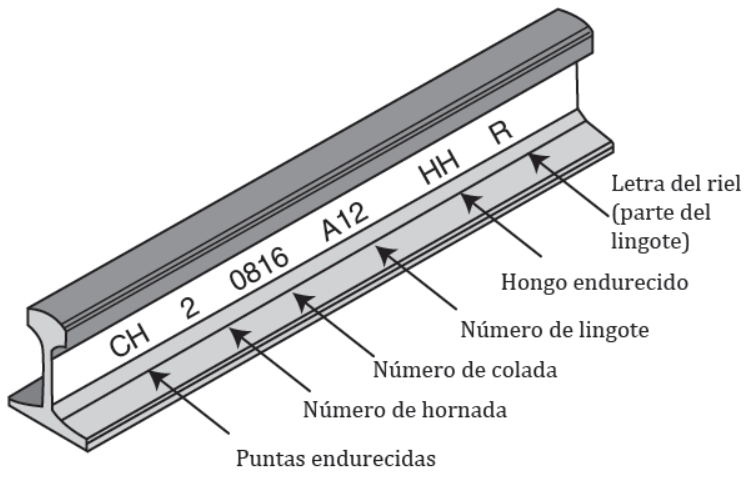 CH 2 0816 A12 HH R
Letra del riel
(parte del
lingote)
Hongo endurecido
Número de lingote
Número de colada
Número de hornada
Puntas endurecidas